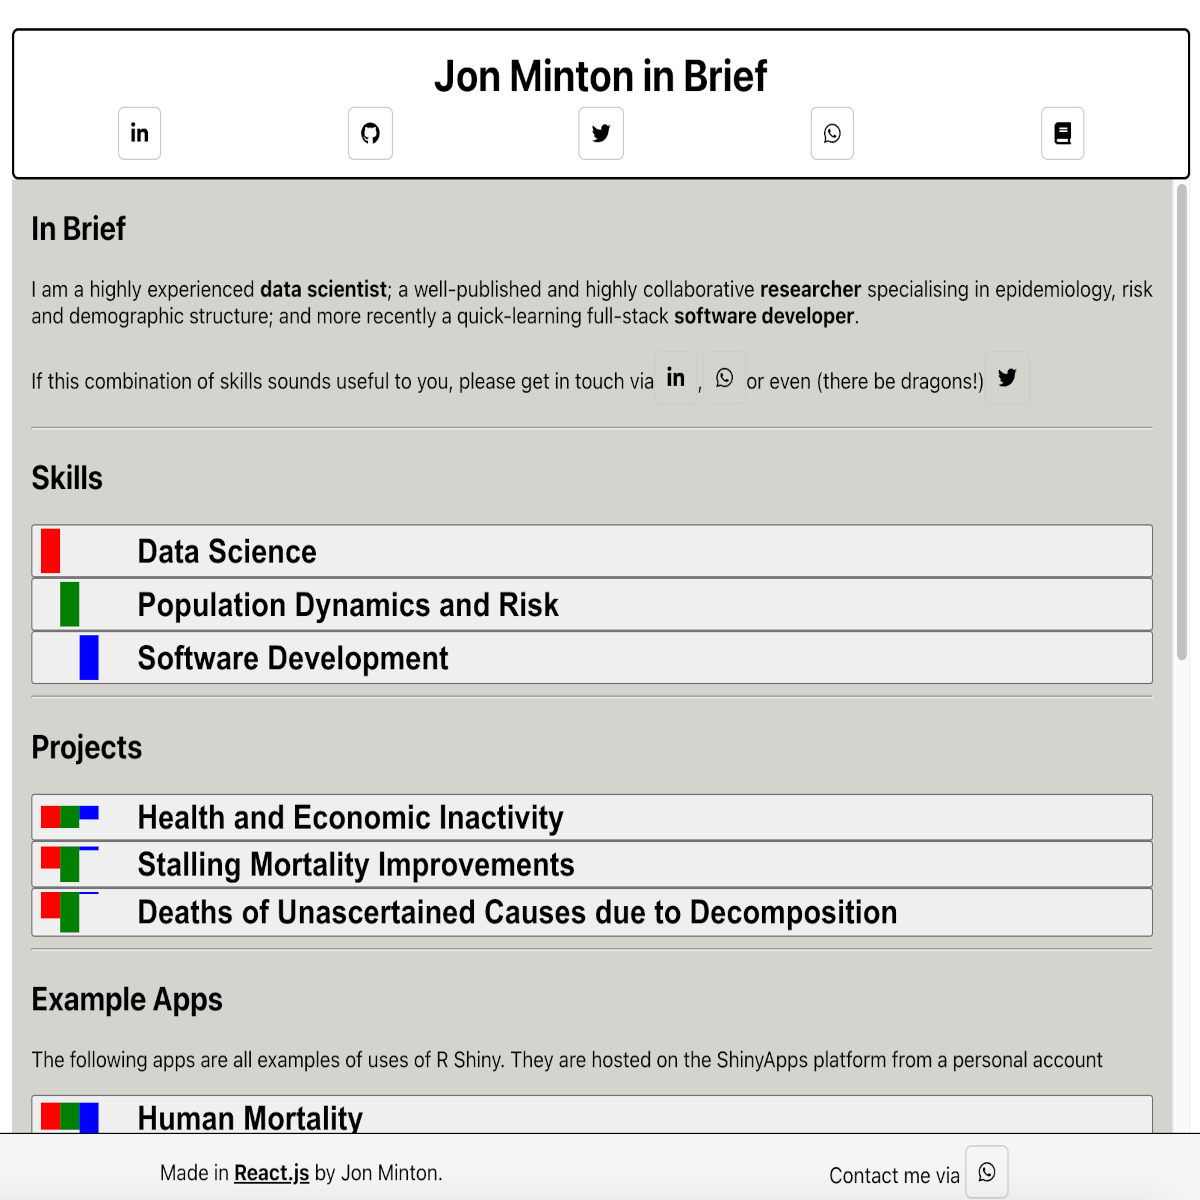 Jon Minton in Brief
in
In Brief
I am a highly experienced data scientist; a well-published and highly collaborative researcher specialising in epidemiology, risk
and demographic structure; and more recently a quick-learning full-stack software developer.
If this combination of skills sounds useful to you, please get in touch via in , or even (there be dragons!)
Skills
Data Science
Population Dynamics and Risk
Software Development
Projects
Health and Economic Inactivity
Stalling Mortality Improvements
Deaths of Unascertained Causes due to Decomposition
Example Apps
The following apps are all examples of uses of R Shiny. They are hosted on the ShinyApps platform from a personal account
Human Mortality
Made in React.js by Jon Minton. Contact me via